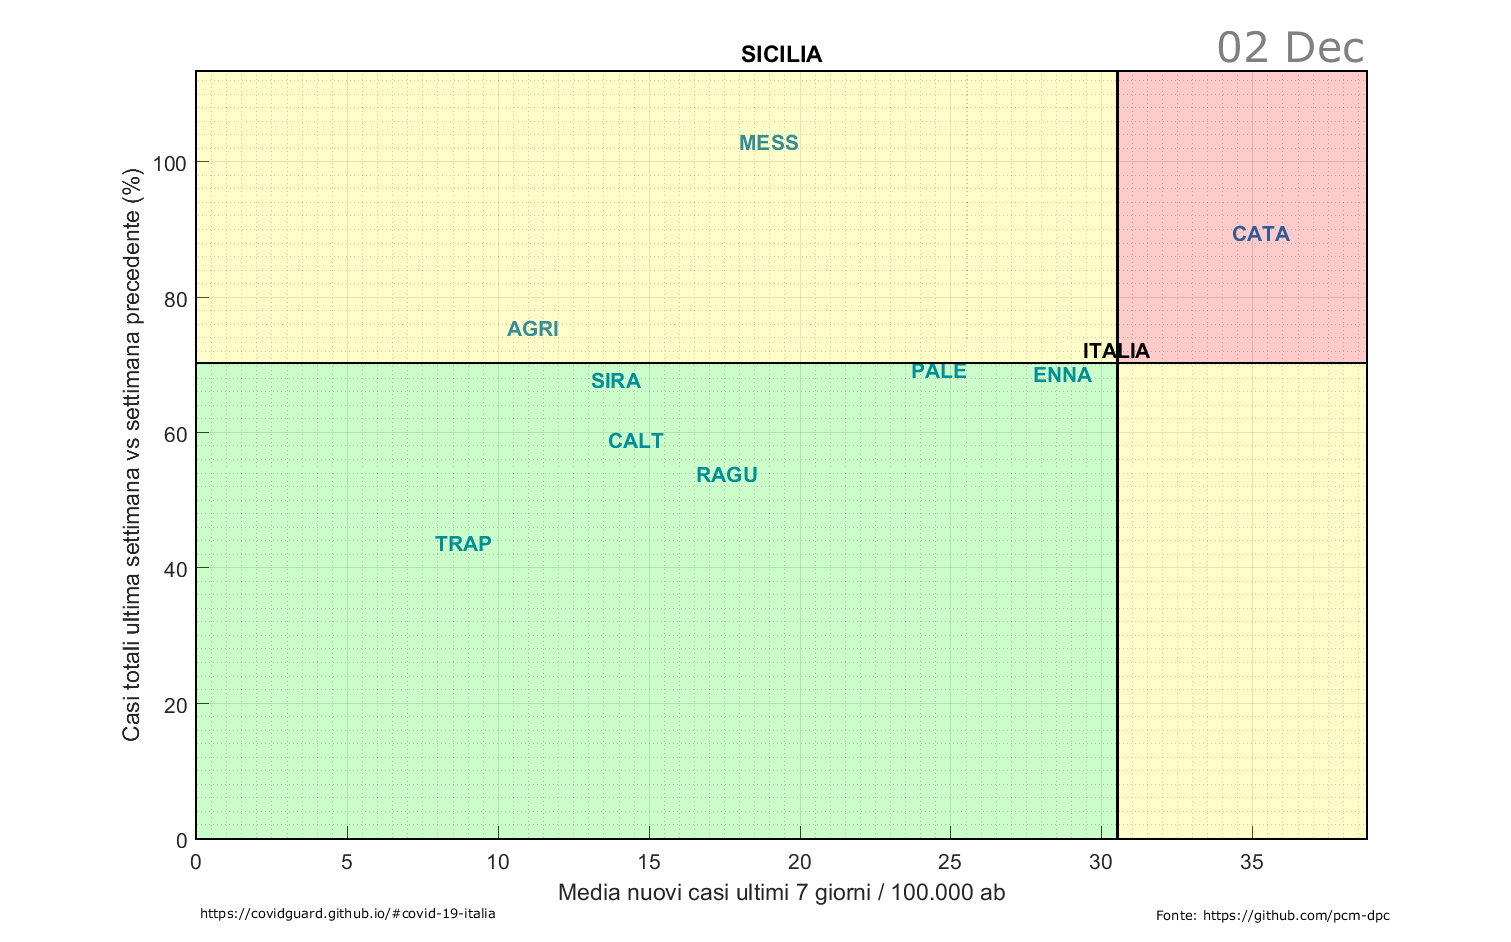 02 Dec
SICILIA
MESS
100
CATA
80
AGRI
ITALIA
PALE
ENNA
SIRA
60
CALT
RAGU
TRAP
40
20
0
0 5 10 15 20 25 30 35
Casi totali ultima settimana vs settimana precedente (%)
Media nuovi casi ultimi 7 giorni / 100.000 ab
https://covidguard.github.io/#covid-19-italia
Fonte: https://github.com/pcm-dpc